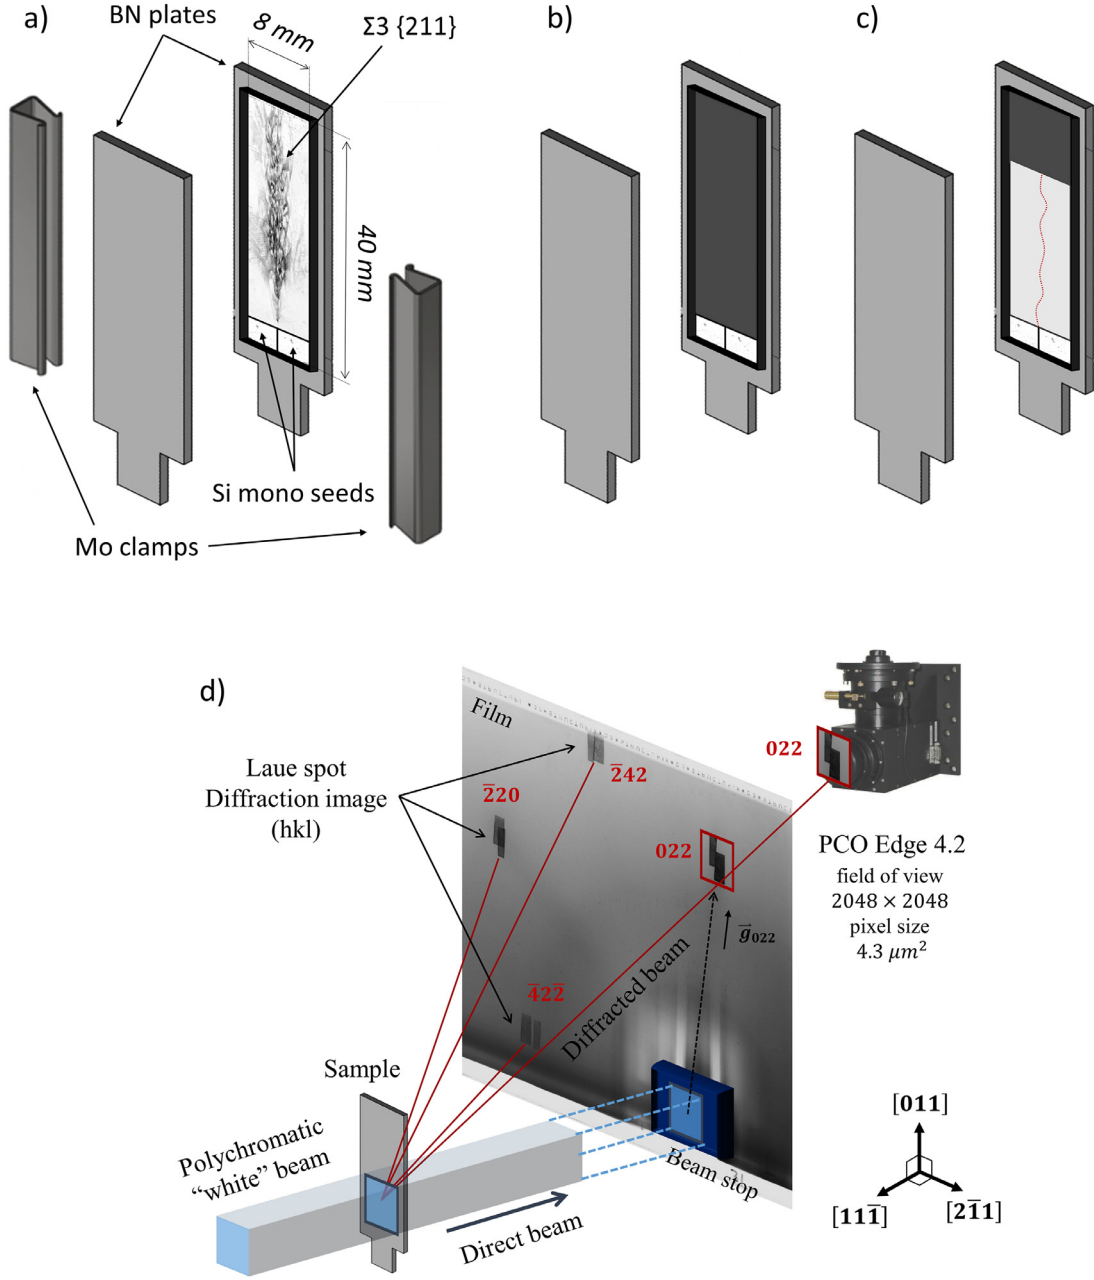 a)
BN plates
8 mm
Σ3 {211}
b)
c)
40 mm
Si mono seeds
Mo clamps
d)
Film
022
2̅42
Laue spot
Diffraction image
(hkl)
2̅20
022
PCO Edge 4.2
field of view
2048 × 2048
pixel size
4.3 μm²
g⃗₀₂₂
4̅22̅
Diffracted beam
Sample
Polychromatic
“white” beam
Beam stop
Direct beam
[011]
[111̅]
[21̅1]